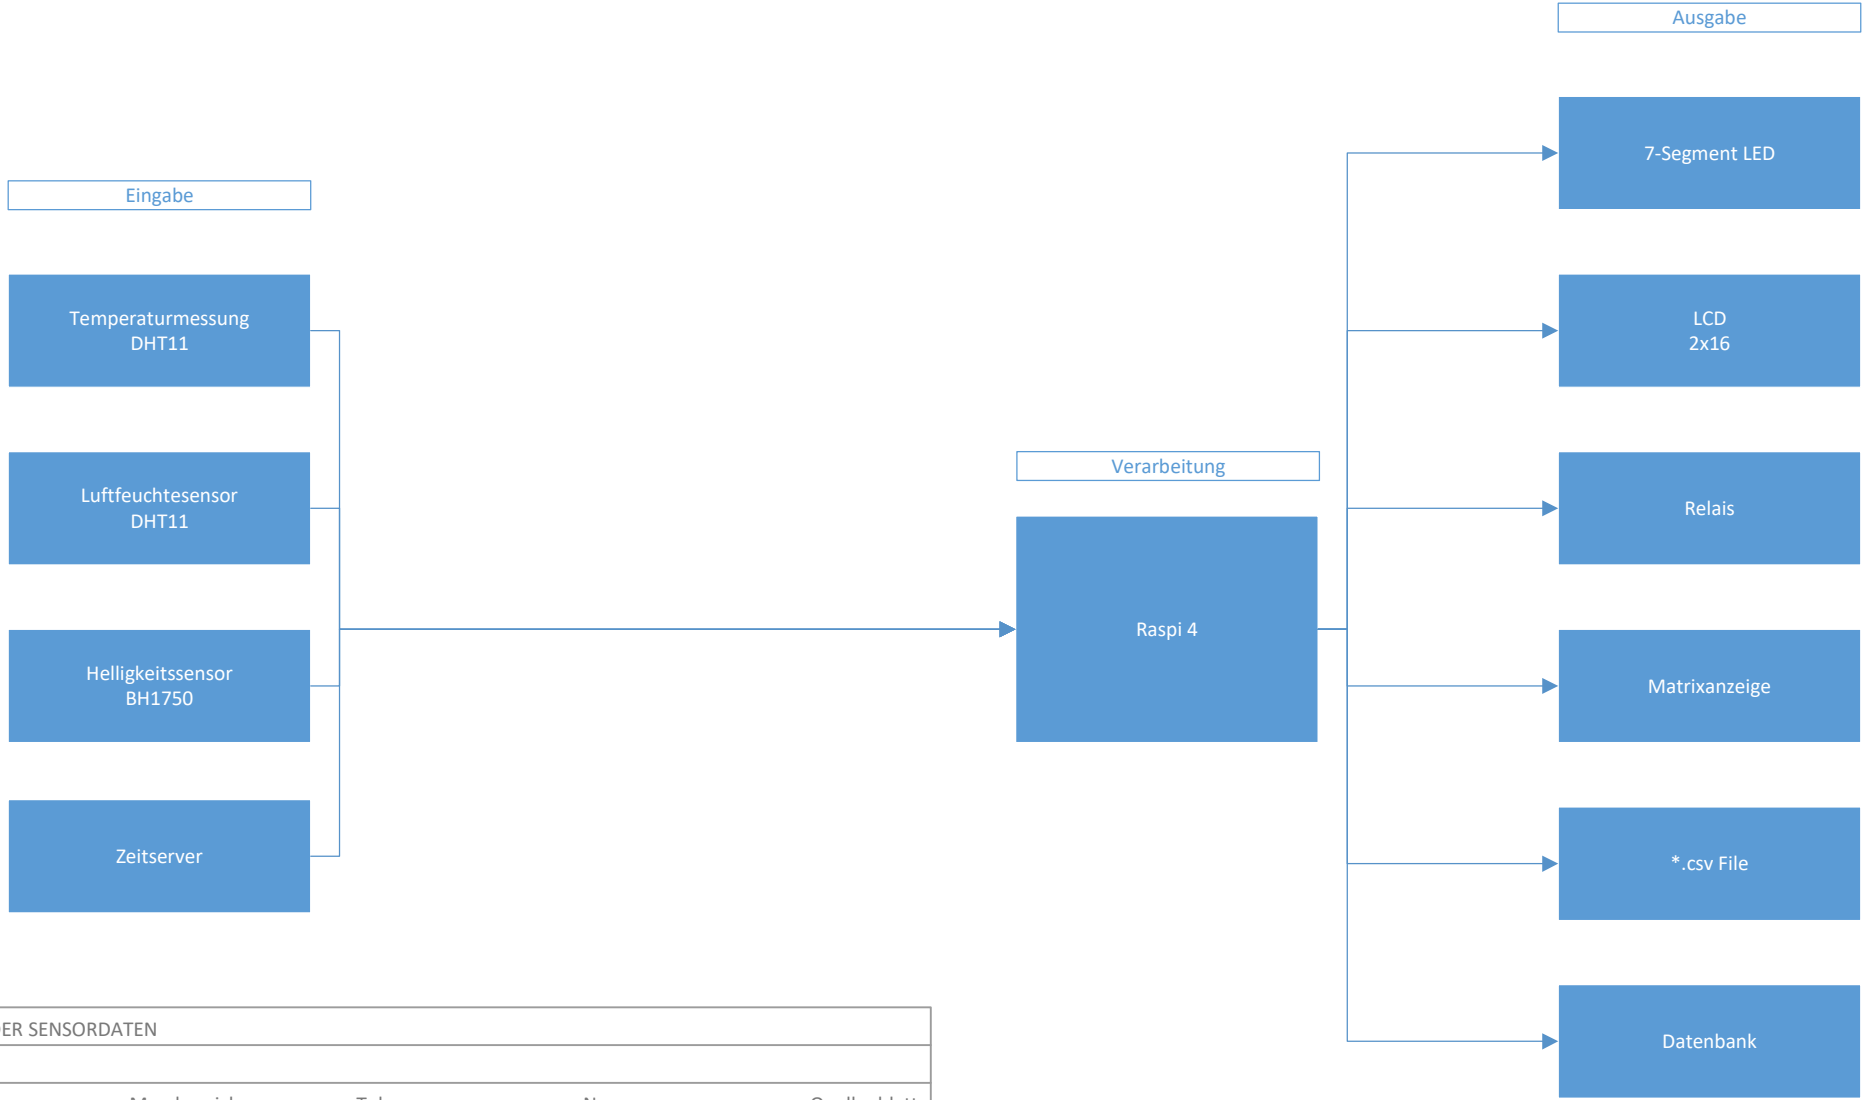 Ausgabe
7-Segment LED
Eingabe
Temperaturmessung
DHT11
LCD
2x16
Verarbeitung
Luftfeuchtesensor
DHT11
Relais
Raspi 4
Helligkeitssensor
BH1750
Matrixanzeige
Zeitserver
*.csv File
SENSORDATEN
Datenbank